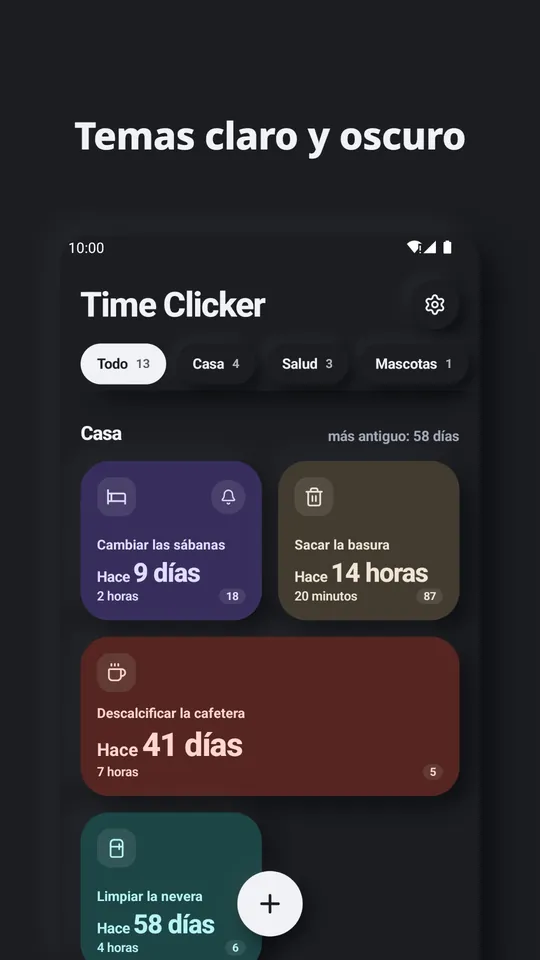 Temas claro y oscuro
10:00
Time Clicker
Todo 13 Casa 4 Salud 3 Mascotas 1
Casa más antiguo: 58 días
Cambiar las sábanas
Hace 9 días
2 horas 18
Sacar la basura
Hace 14 horas
20 minutos 87
Descalcificar la cafetera
Hace 41 días
7 horas 5
Limpiar la nevera
Hace 58 días
4 horas 6